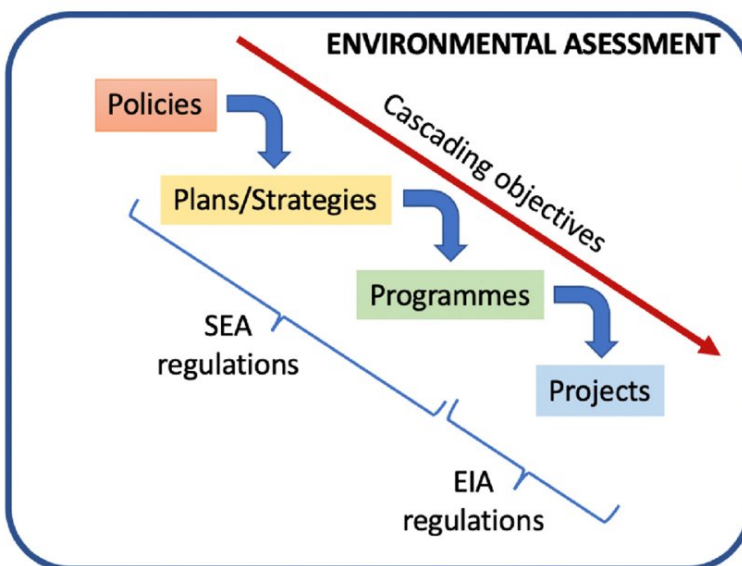 ENVIRONMENTAL ASESSMENT
Policies
Cascading objectives
Plans/Strategies
Programmes
SEA
regulations
Projects
EIA
regulations